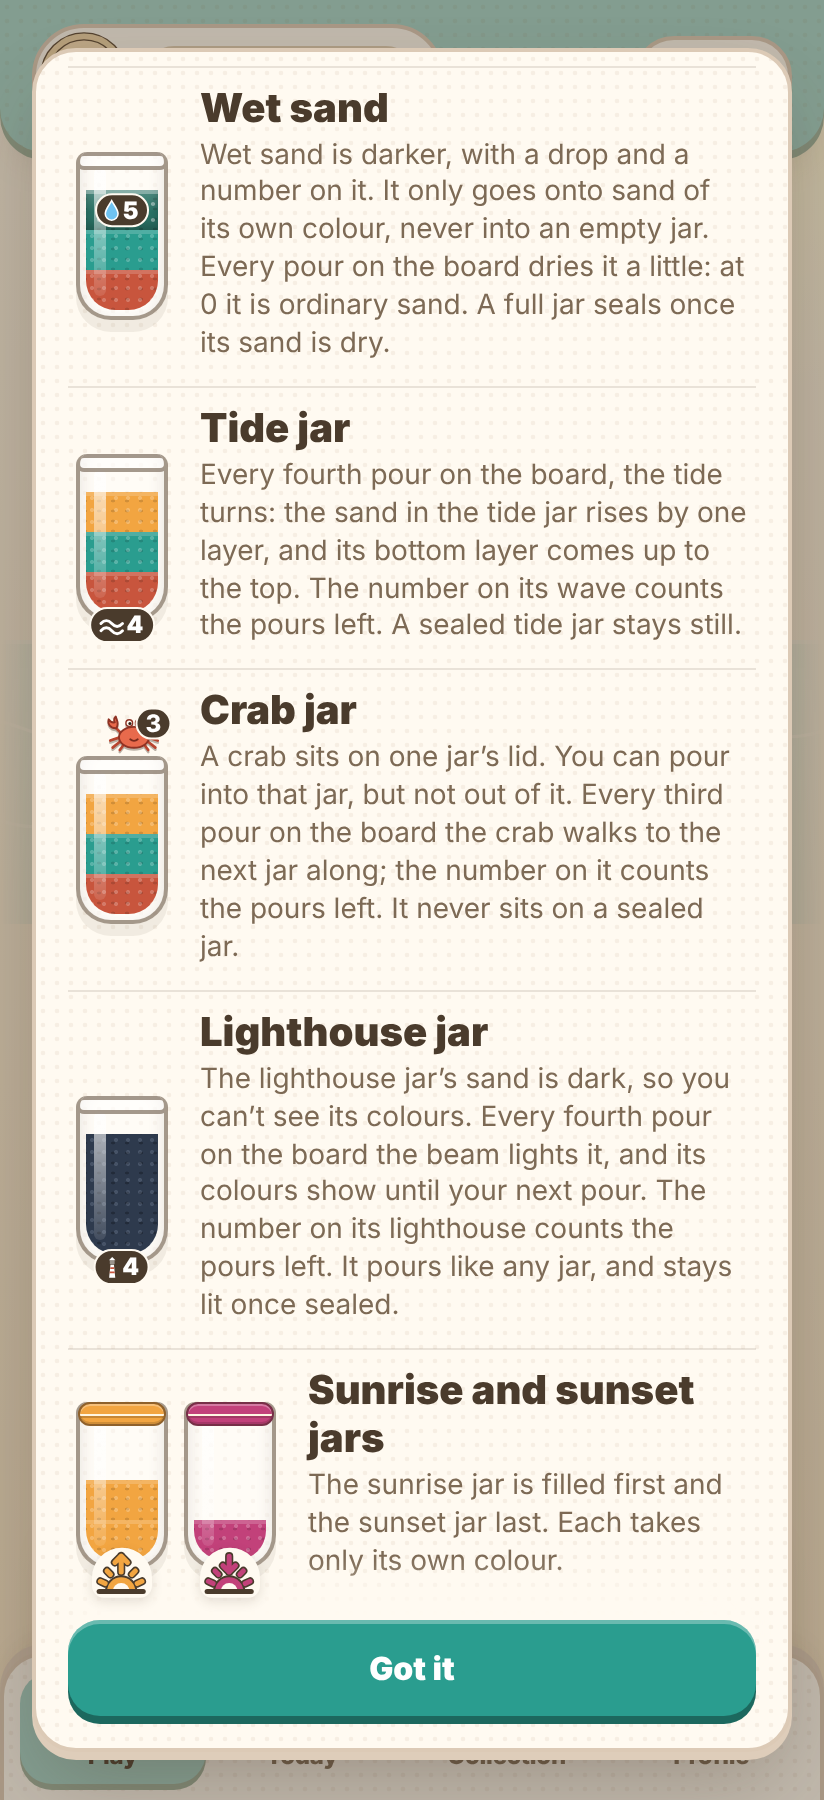 Wet sand
Wet sand is darker, with a drop and a
number on it. It only goes onto sand of
its own colour, never into an empty jar.
Every pour on the board dries it a little: at
0 it is ordinary sand. A full jar seals once
its sand is dry.
5
Tide jar
Every fourth pour on the board, the tide
turns: the sand in the tide jar rises by one
layer, and its bottom layer comes up to
the top. The number on its wave counts
the pours left. A sealed tide jar stays still.
4
3
Crab jar
A crab sits on one jar’s lid. You can pour
into that jar, but not out of it. Every third
pour on the board the crab walks to the
next jar along; the number on it counts
the pours left. It never sits on a sealed
jar.
Lighthouse jar
The lighthouse jar’s sand is dark, so you
can’t see its colours. Every fourth pour
on the board the beam lights it, and its
colours show until your next pour. The
number on its lighthouse counts the
pours left. It pours like any jar, and stays
lit once sealed.
4
Sunrise and sunset
jars
The sunrise jar is filled first and
the sunset jar last. Each takes
only its own colour.
Got it
Play Today Collection Profile